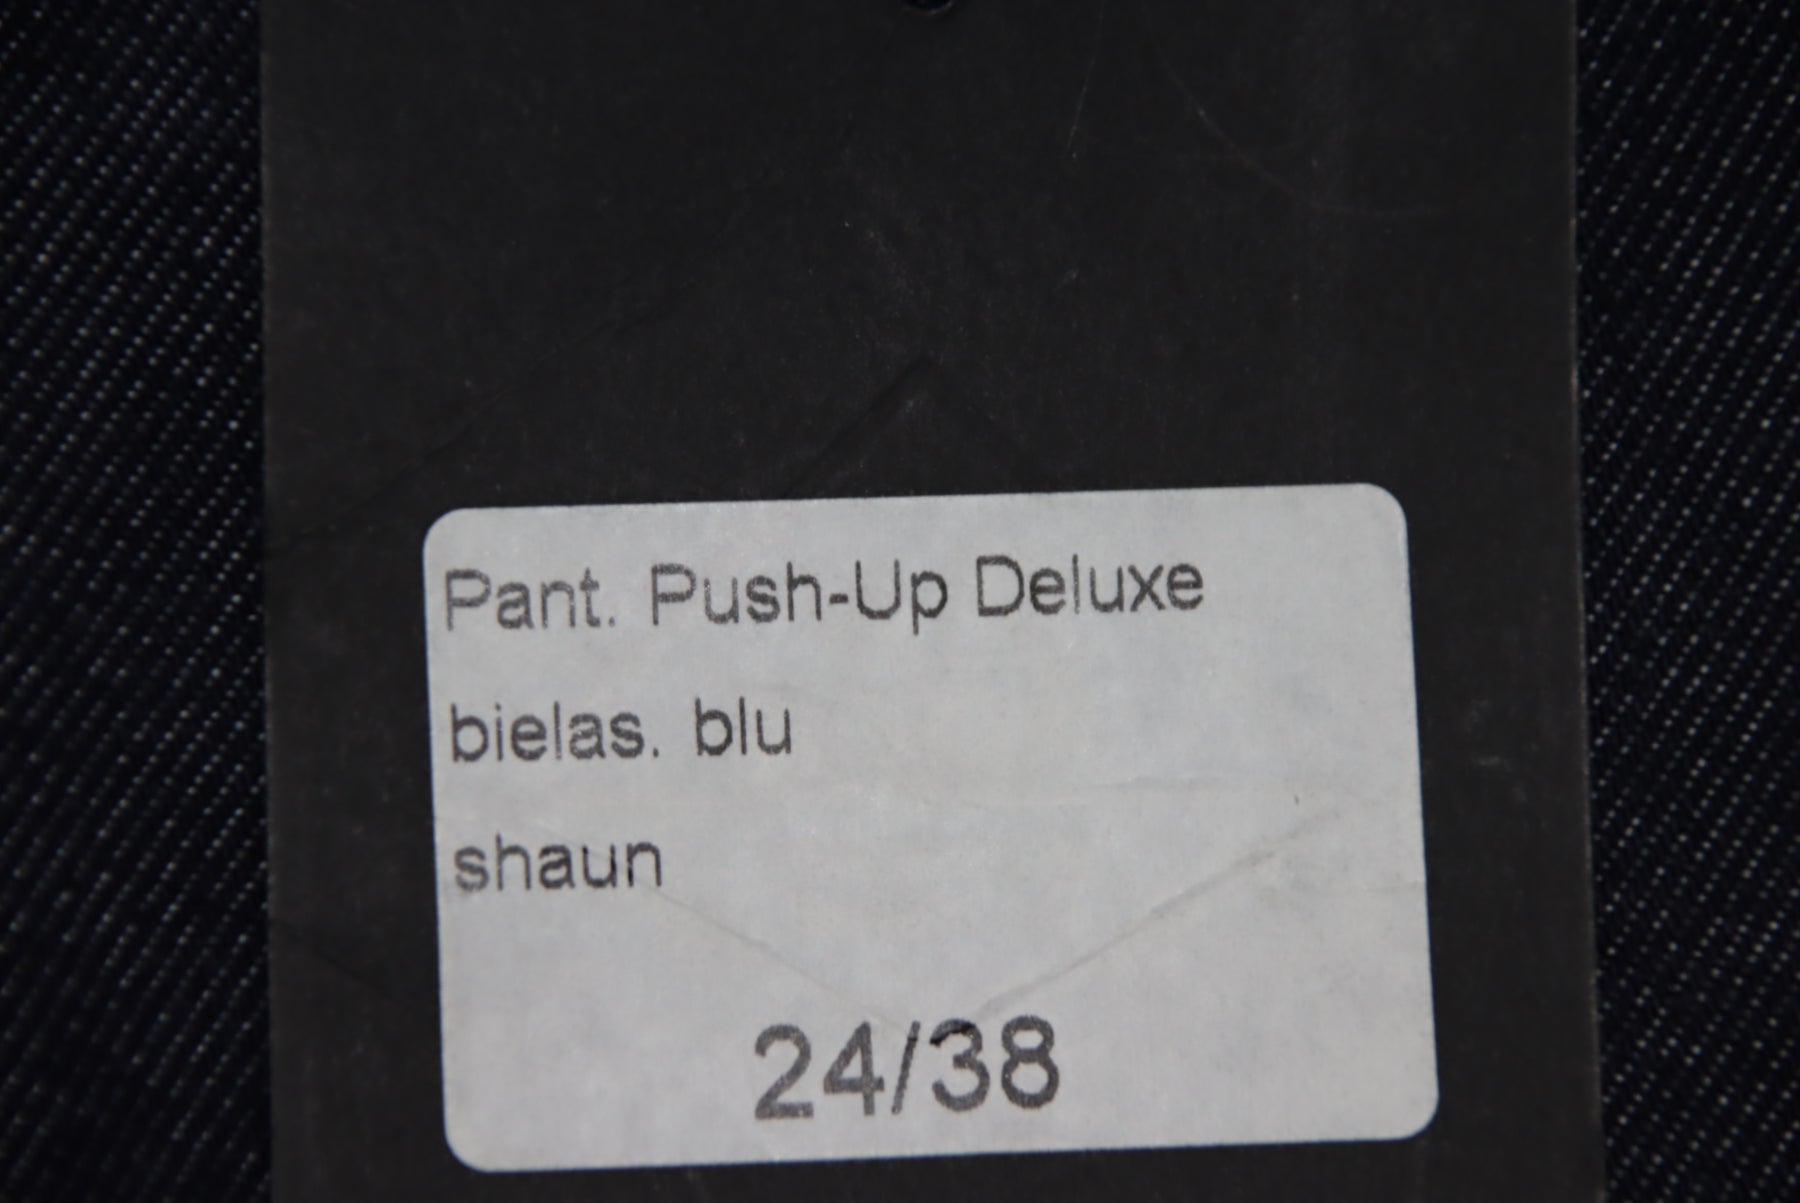 Pant. Push-Up Deluxe
bielas. blu
shaun
24/38